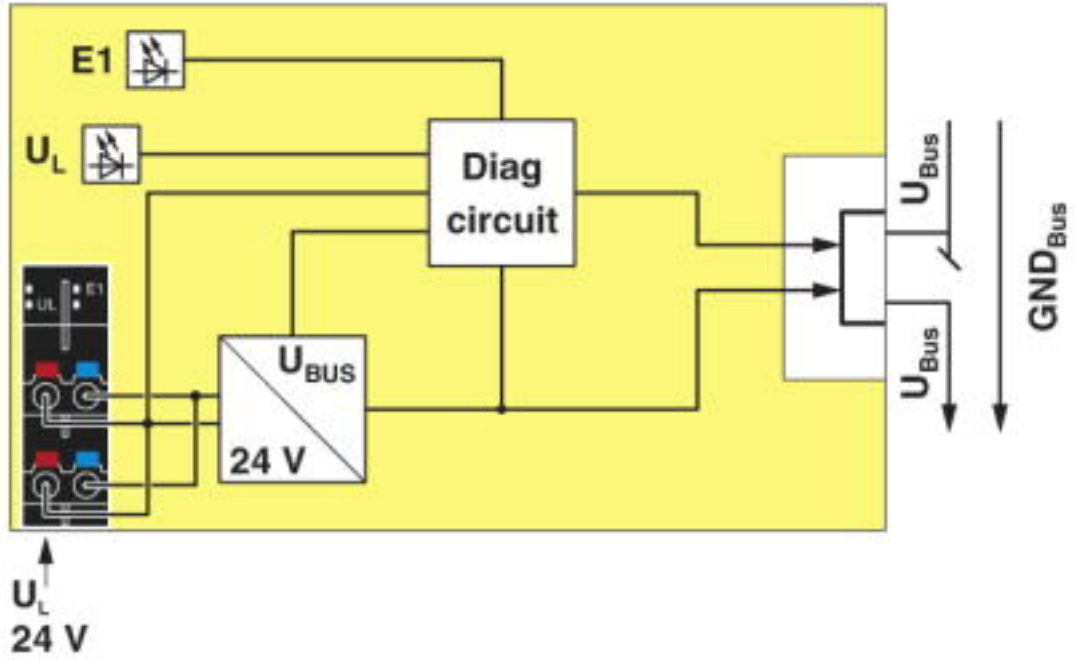 E1
UL
Diag
circuit
UBus
GNDBus
UL E1
UBUS
24 V
UBus
UL
24 V